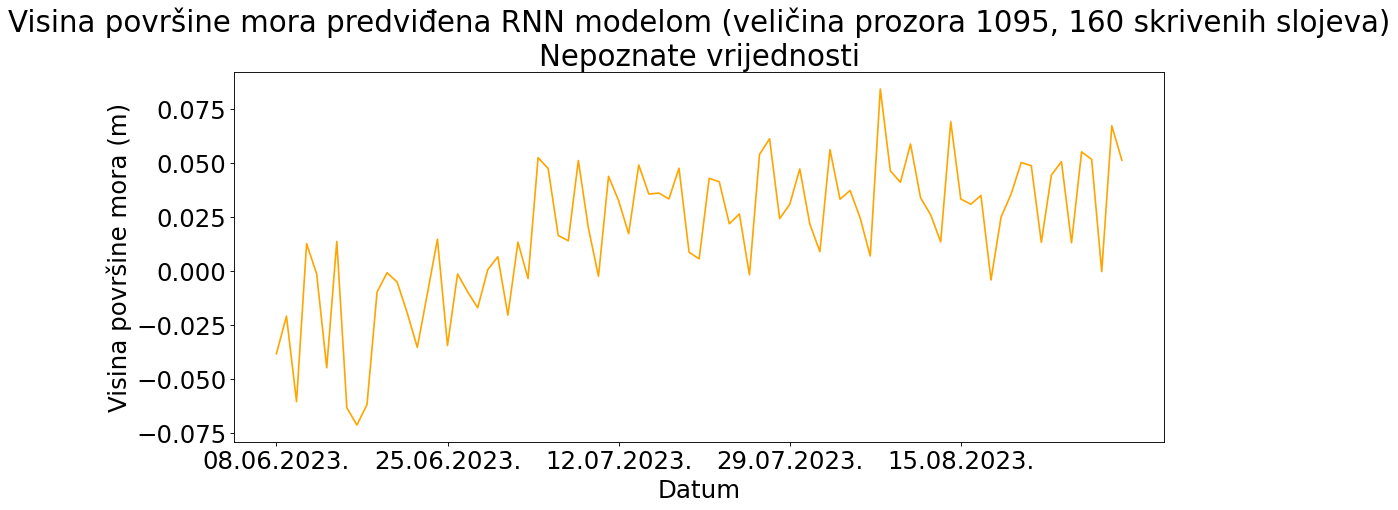 Visina površine mora predviđena RNN modelom (veličina prozora 1095, 160 skrivenih slojeva)
Nepoznate vrijednosti
Visina površine mora (m)
0.075
0.050
0.025
0.000
−0.025
−0.050
−0.075
08.06.2023. 25.06.2023. 12.07.2023. 29.07.2023. 15.08.2023.
Datum